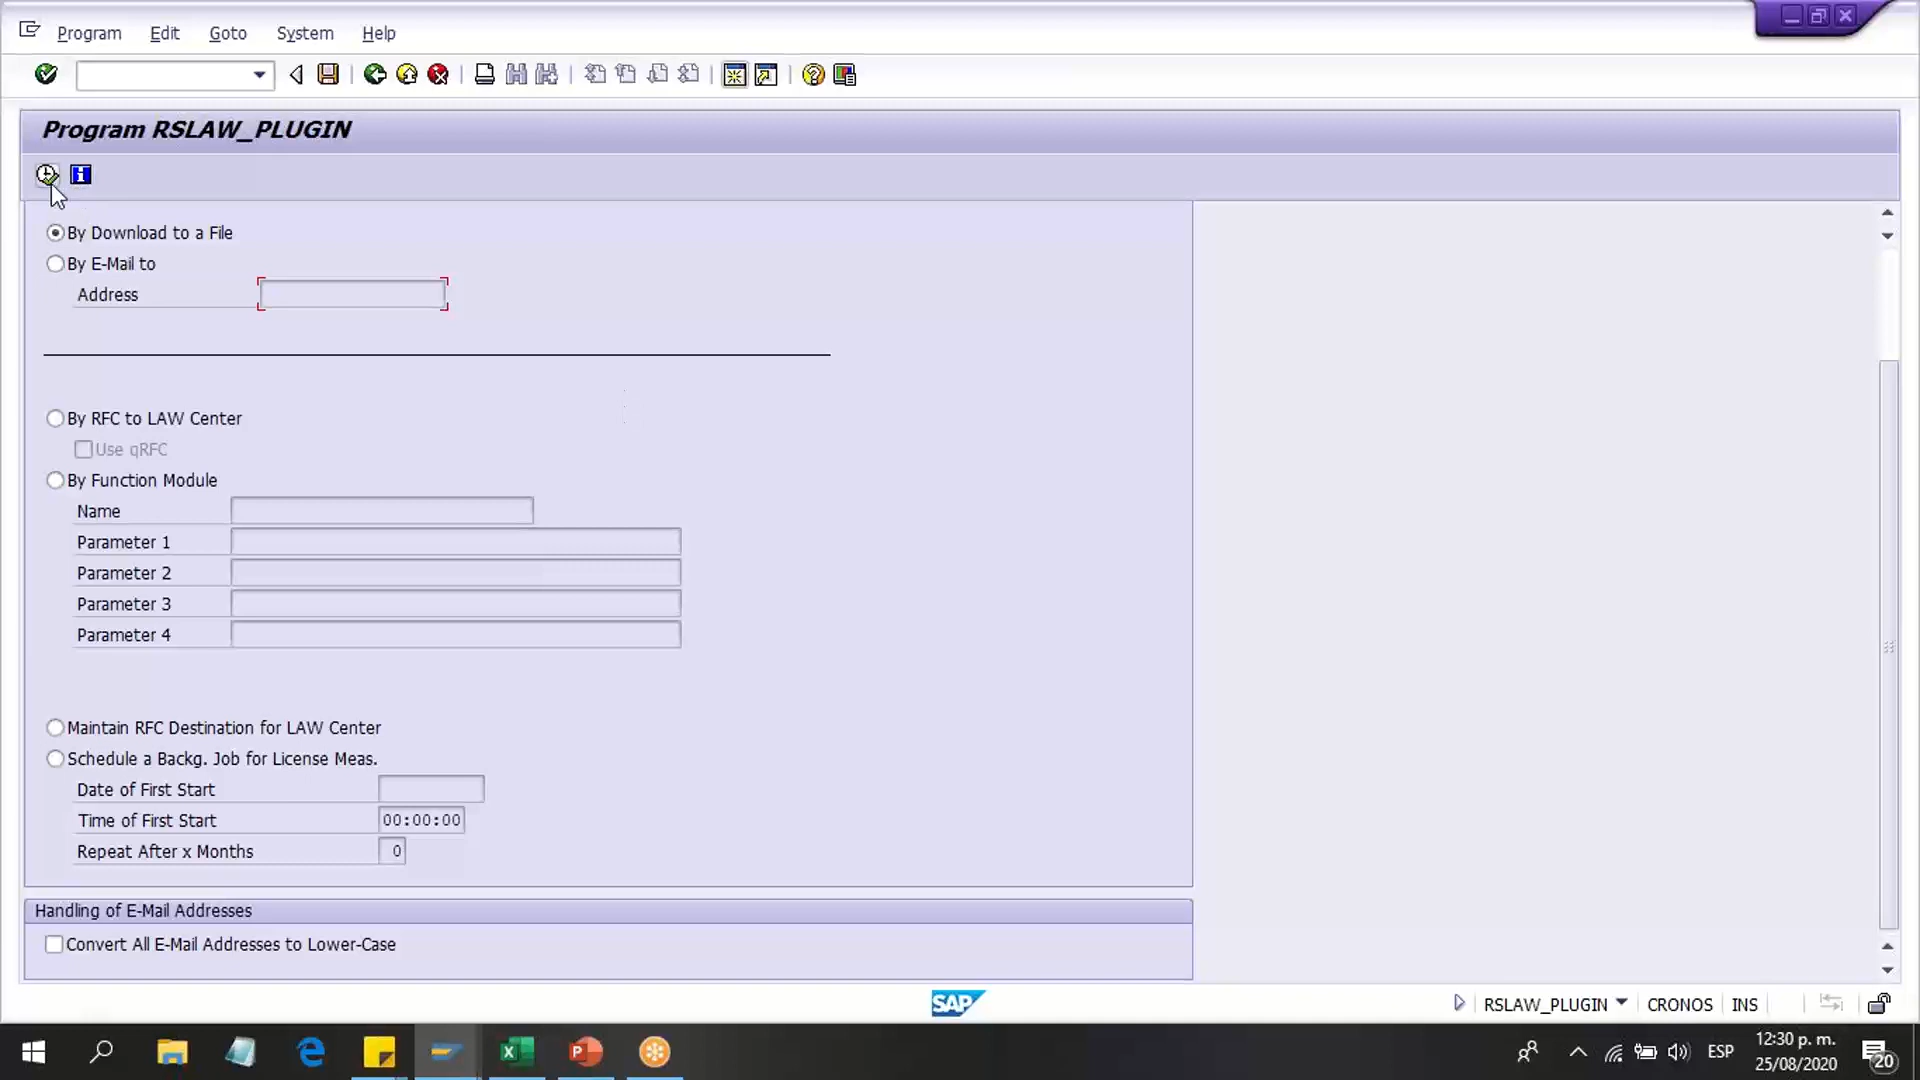 Program Edit Goto System Help
Program RSLAW_PLUGIN
By Download to a File
By E-Mail to
Address
By RFC to LAW Center
Use qRFC
By Function Module
Name
Parameter 1
Parameter 2
Parameter 3
Parameter 4
Maintain RFC Destination for LAW Center
Schedule a Backg. Job for License Meas.
Date of First Start
Time of First Start 00:00:00
Repeat After x Months 0
Handling of E-Mail Addresses
Convert All E-Mail Addresses to Lower-Case
SAP RSLAW_PLUGIN CRONOS INS
ESP 12:30 p. m.
25/08/2020 20